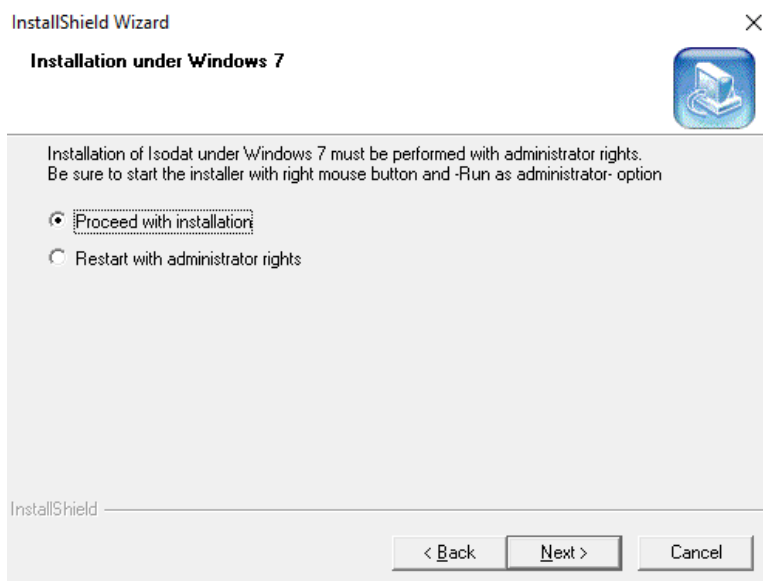 InstallShield Wizard
Installation under Windows 7
Installation of Isodat under Windows 7 must be performed with administrator rights.
Be sure to start the installer with right mouse button and -Run as administrator- option
Proceed with installation
Restart with administrator rights
InstallShield
< Back
Next >
Cancel